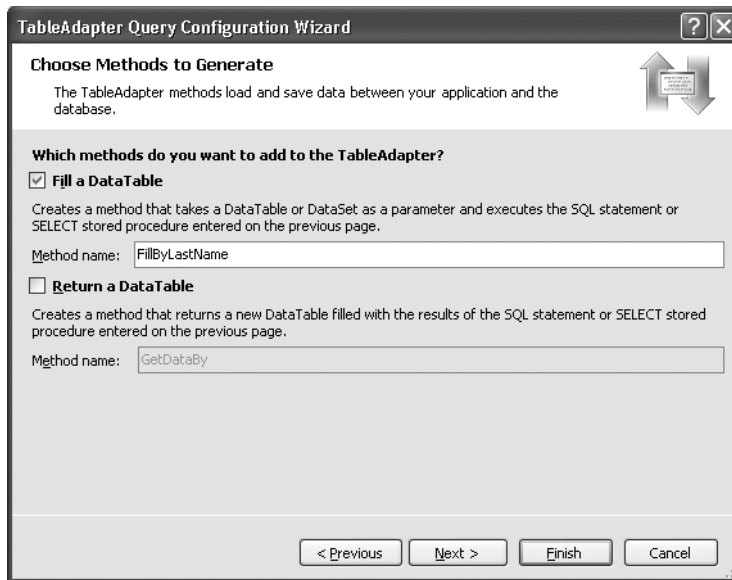 TableAdapter Query Configuration Wizard
Choose Methods to Generate
The TableAdapter methods load and save data between your application and the
database.
Which methods do you want to add to the TableAdapter?
Fill a DataTable
Creates a method that takes a DataTable or DataSet as a parameter and executes the SQL statement or
SELECT stored procedure entered on the previous page.
Method name: FillByLastName
Return a DataTable
Creates a method that returns a new DataTable filled with the results of the SQL statement or SELECT stored
procedure entered on the previous page.
Method name: GetDataBy
< Previous Next > Finish Cancel